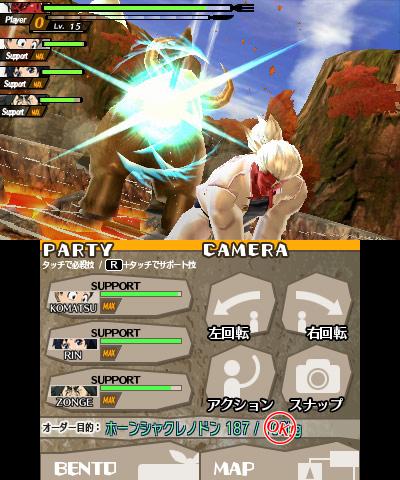 Player 0 Lv. 15
Support MAX
Support MAX
Support MAX
PARTY CAMERA
タッチで必殺技 / R+タッチでサポート技
SUPPORT
KOMATSU MAX
左回転 右回転
SUPPORT
RIN MAX
SUPPORT
ZONGE MAX
アクション スナップ
オーダー目的： ホーンシャクレノドン 187 / OK
BENTO MAP